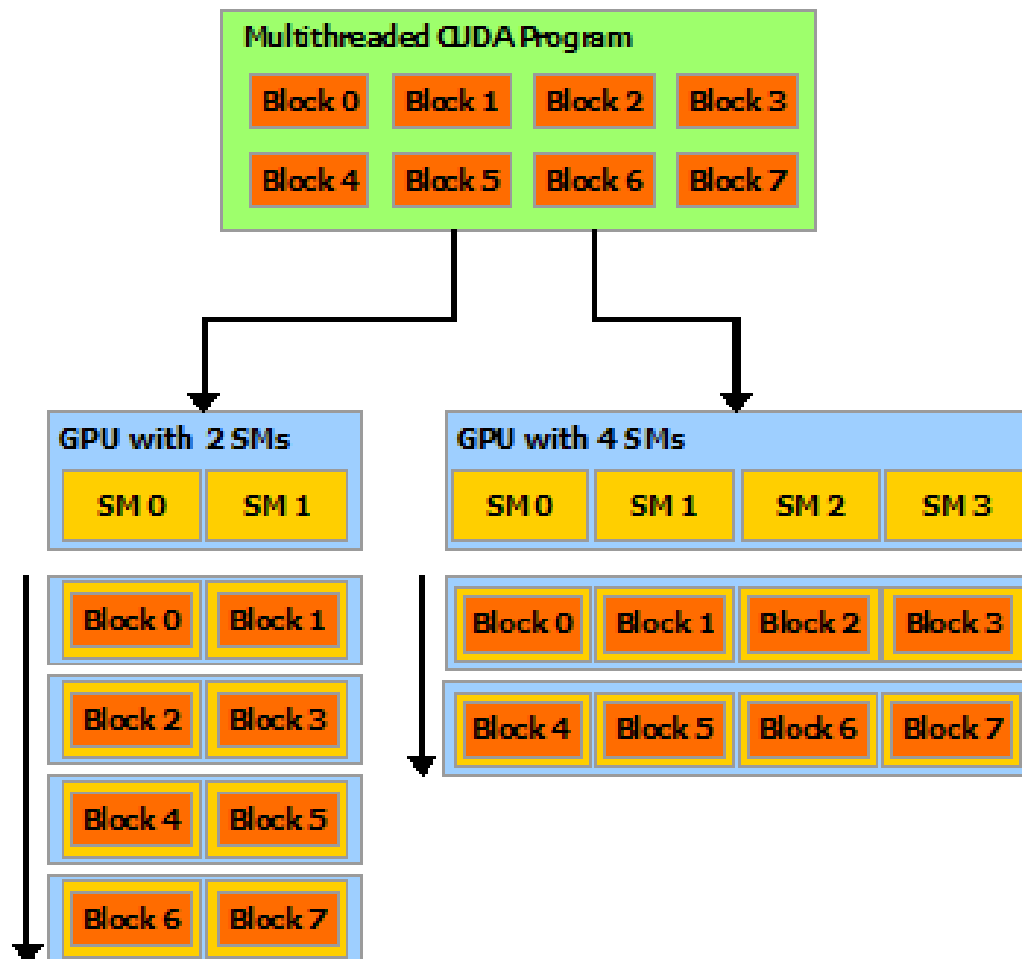 Multithreaded CUDA Program
Block 0 Block 1 Block 2 Block 3
Block 4 Block 5 Block 6 Block 7
GPU with 2 SMs
SM 0 SM 1
Block 0 Block 1
Block 2 Block 3
Block 4 Block 5
Block 6 Block 7
GPU with 4 SMs
SM 0 SM 1 SM 2 SM 3
Block 0 Block 1 Block 2 Block 3
Block 4 Block 5 Block 6 Block 7